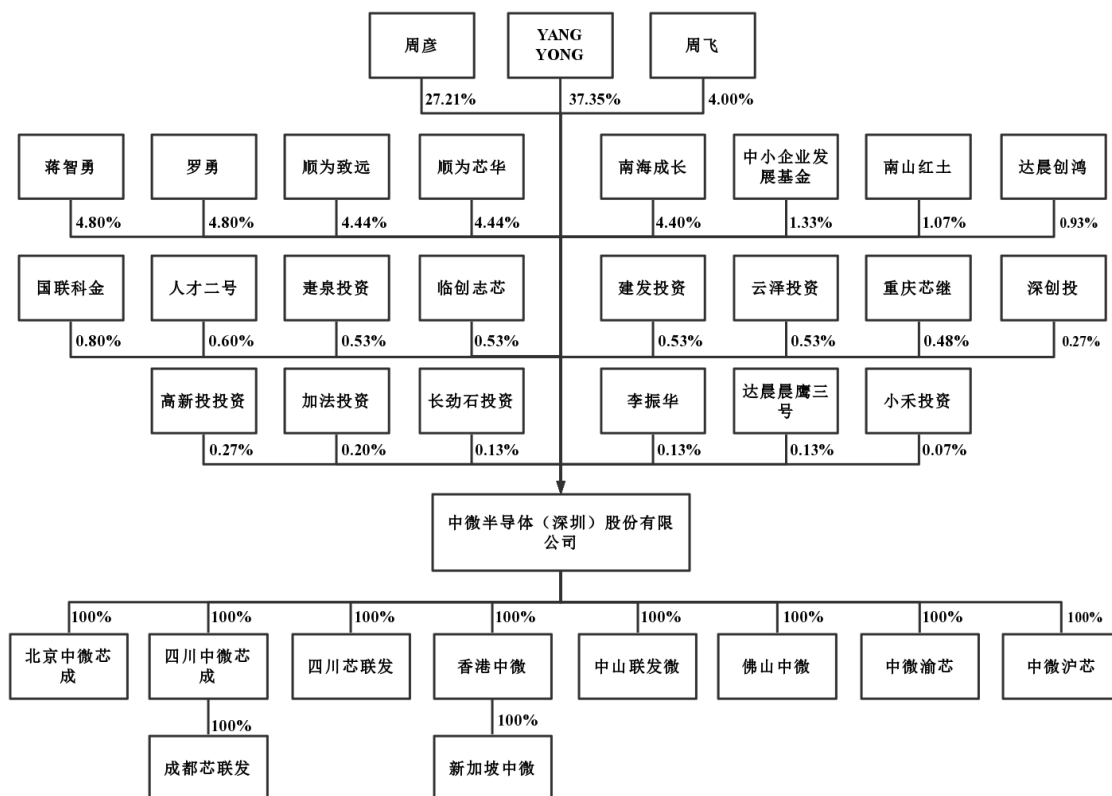 周彦
YANG
YONG
周飞
27.21%
37.35%
4.00%
蒋智勇
罗勇
顺为致远
顺为芯华
南海成长
中小企业发
展基金
南山红土
达晨创鸿
4.80%
4.80%
4.44%
4.44%
4.40%
1.33%
1.07%
0.93%
国联科金
人才二号
疌泉投资
临创志芯
建发投资
云泽投资
重庆芯继
深创投
0.80%
0.60%
0.53%
0.53%
0.53%
0.53%
0.48%
0.27%
高新投投资
加法投资
长劲石投资
李振华
达晨晨鹰三
号
小禾投资
0.27%
0.20%
0.13%
0.13%
0.13%
0.07%
中微半导体（深圳）股份有限
公司
100%
100%
100%
100%
100%
100%
100%
100%
北京中微芯
成
四川中微芯
成
四川芯联发
香港中微
中山联发微
佛山中微
中微渝芯
中微沪芯
100%
100%
成都芯联发
新加坡中微